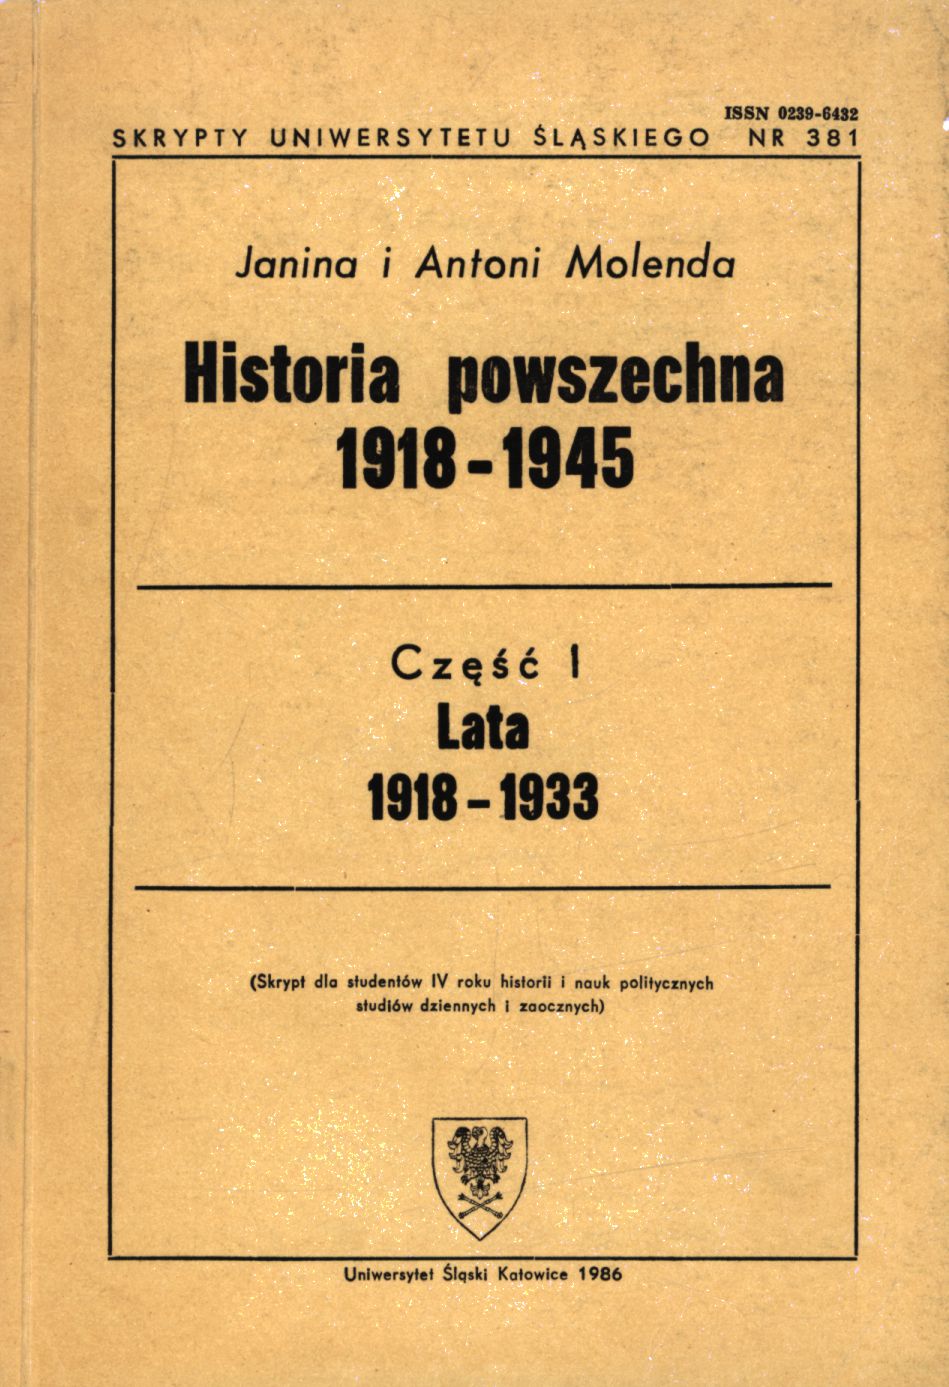 ISSN 0239-6432
SKRYPTY UNIWERSYTETU ŚLĄSKIEGO NR 381
Janina i Antoni Molenda
Historia powszechna
1918-1945
Część I
Lata
1918-1933
(Skrypt dla studentów IV roku historii i nauk politycznych
studiów dziennych i zaocznych)
Uniwersytet Śląski Katowice 1986